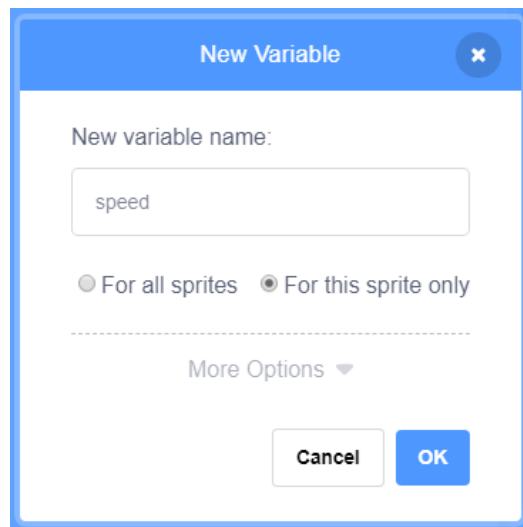 New Variable
New variable name:
speed
For all sprites For this sprite only
More Options
Cancel OK